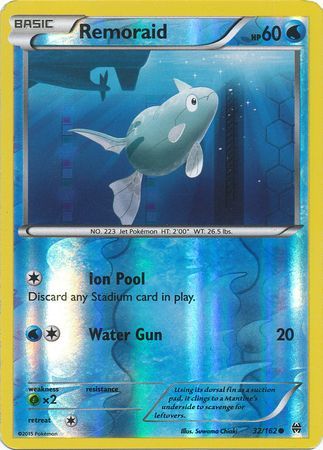 BASIC
Remoraid
HP60
NO. 223 Jet Pokémon HT: 2'00" WT: 26.5 lbs.
Ion Pool
Discard any Stadium card in play.
Water Gun 20
weakness resistance
×2
retreat
Using its dorsal fin as a suction
pad, it clings to a Mantine's
underside to scavenge for
leftovers.
©2015 Pokémon
Illus. Suwama Chiaki
32/162